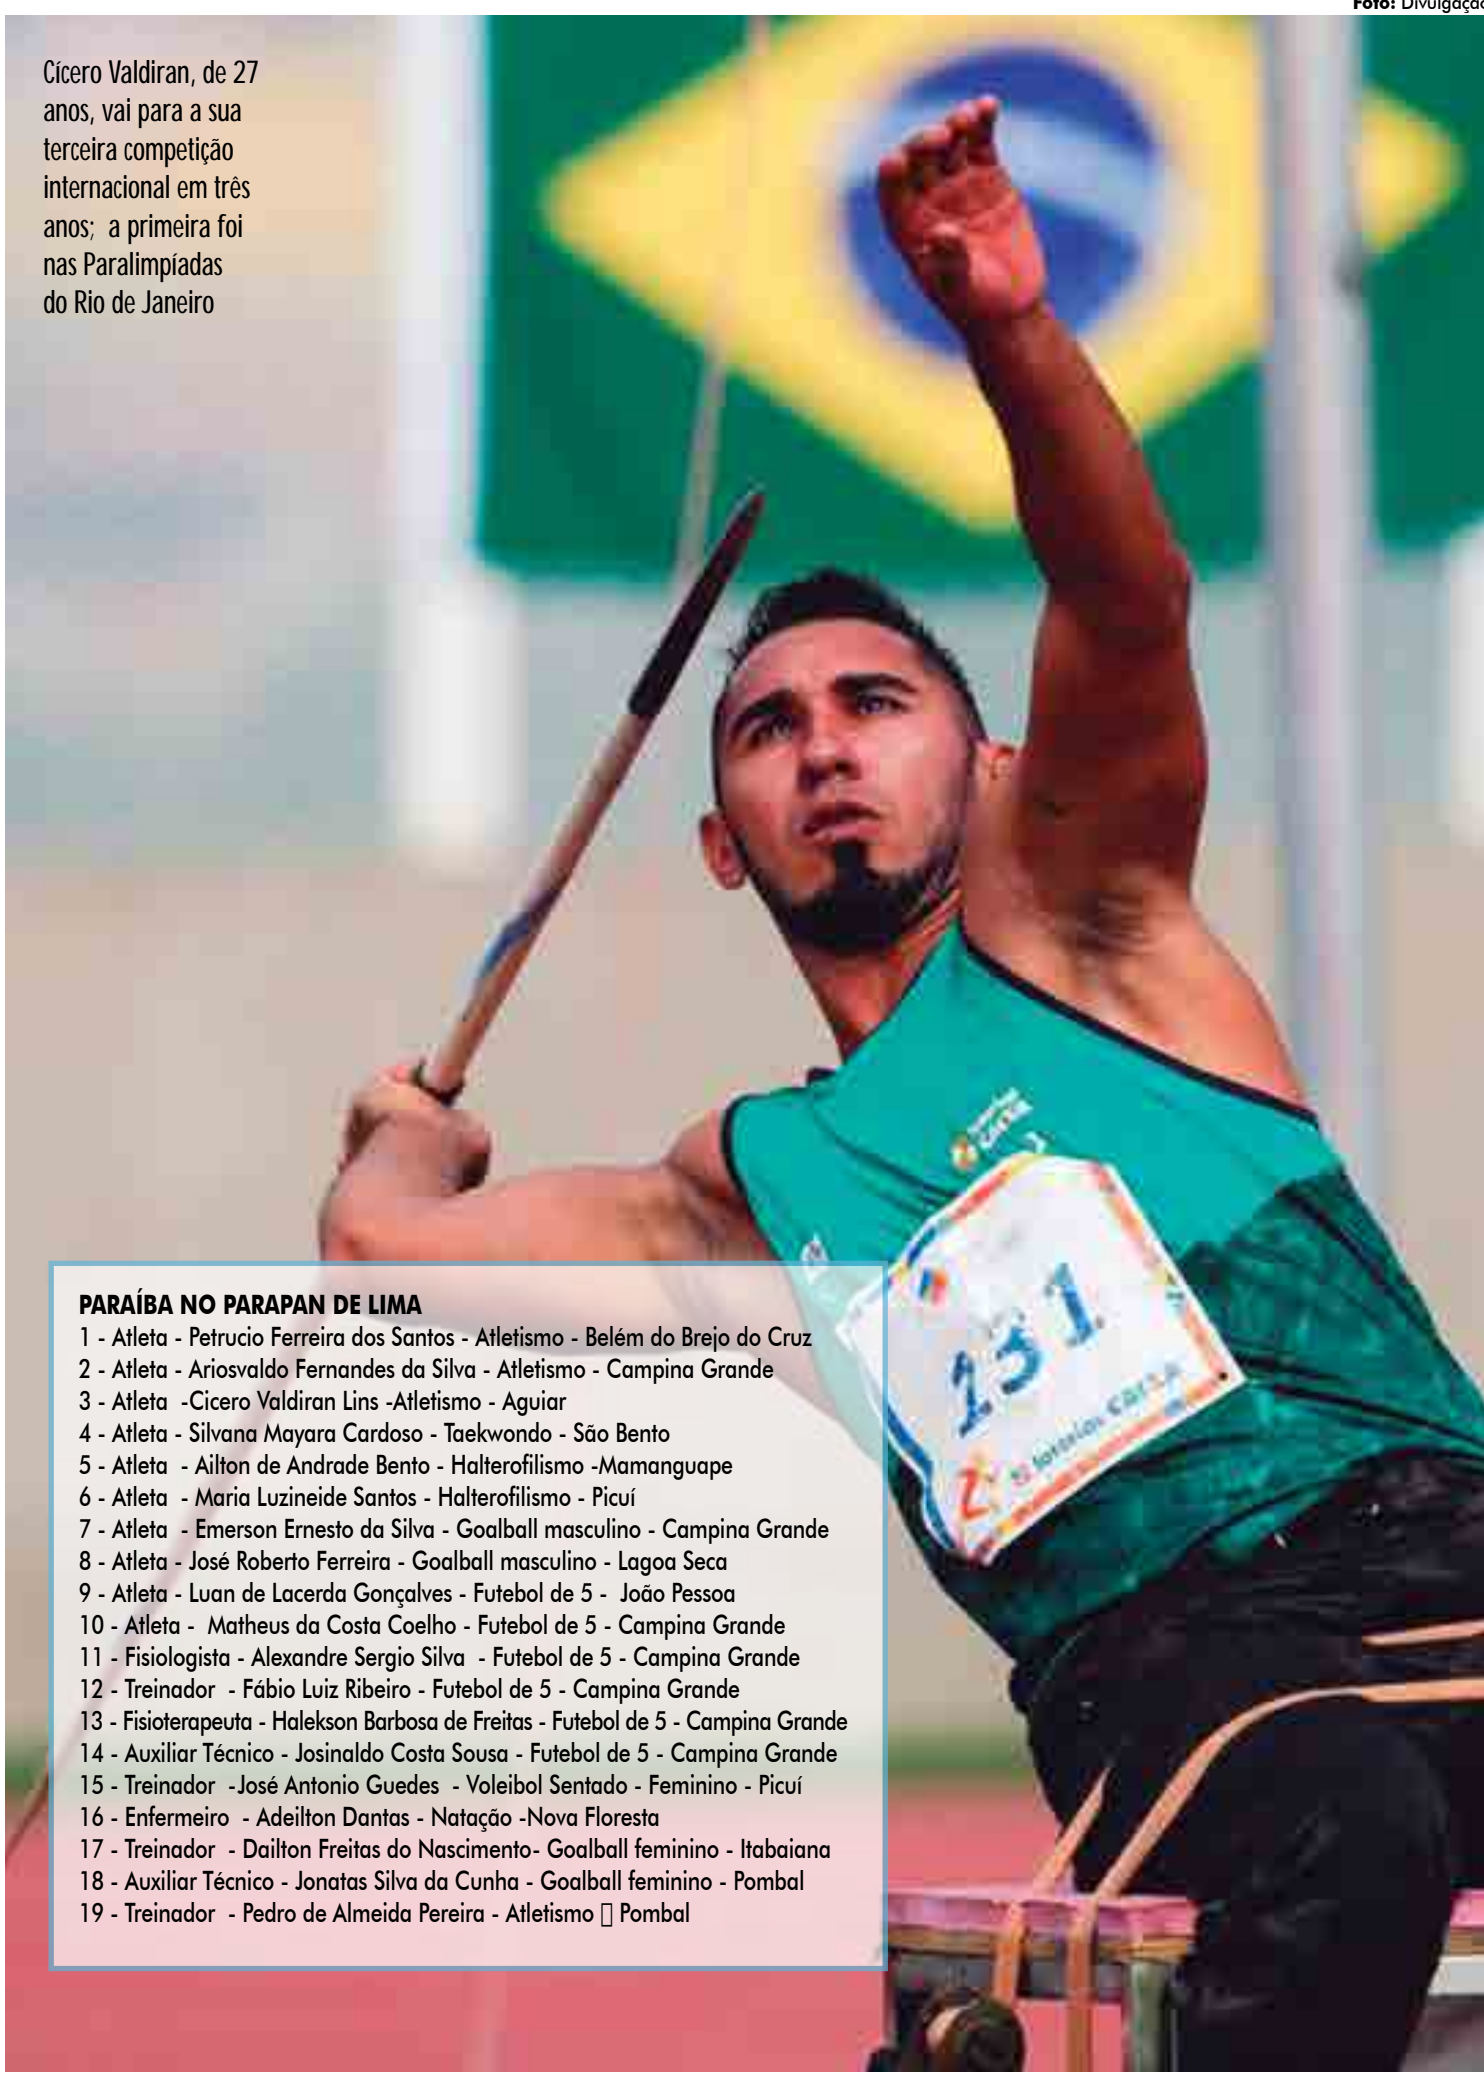 Foto: Divulgação
Cícero Valdiran, de 27
anos, vai para a sua
terceira competição
internacional em três
anos;  a primeira foi
nas Paralimpíadas
do Rio de Janeiro
CAIXA
131
loterias CAIXA
PARAÍBA NO PARAPAN DE LIMA
1 - Atleta - Petrucio Ferreira dos Santos - Atletismo - Belém do Brejo do Cruz
2 - Atleta - Ariosvaldo Fernandes da Silva - Atletismo - Campina Grande
3 - Atleta  -Cicero Valdiran Lins -Atletismo - Aguiar
4 - Atleta - Silvana Mayara Cardoso - Taekwondo - São Bento
5 - Atleta  - Ailton de Andrade Bento - Halterofilismo -Mamanguape
6 - Atleta  - Maria Luzineide Santos - Halterofilismo - Picuí
7 - Atleta  - Emerson Ernesto da Silva - Goalball masculino - Campina Grande
8 - Atleta - José Roberto Ferreira - Goalball masculino - Lagoa Seca
9 - Atleta - Luan de Lacerda Gonçalves - Futebol de 5 -  João Pessoa
10 - Atleta -  Matheus da Costa Coelho - Futebol de 5 - Campina Grande
11 - Fisiologista - Alexandre Sergio Silva  - Futebol de 5 - Campina Grande
12 - Treinador  - Fábio Luiz Ribeiro - Futebol de 5 - Campina Grande
13 - Fisioterapeuta - Halekson Barbosa de Freitas - Futebol de 5 - Campina Grande
14 - Auxiliar Técnico - Josinaldo Costa Sousa - Futebol de 5 - Campina Grande
15 - Treinador  -José Antonio Guedes  - Voleibol Sentado - Feminino - Picuí
16 - Enfermeiro  - Adeilton Dantas - Natação -Nova Floresta
17 - Treinador  - Dailton Freitas do Nascimento- Goalball feminino - Itabaiana
18 - Auxiliar Técnico - Jonatas Silva da Cunha - Goalball feminino - Pombal
19 - Treinador  - Pedro de Almeida Pereira - Atletismo ▯ Pombal